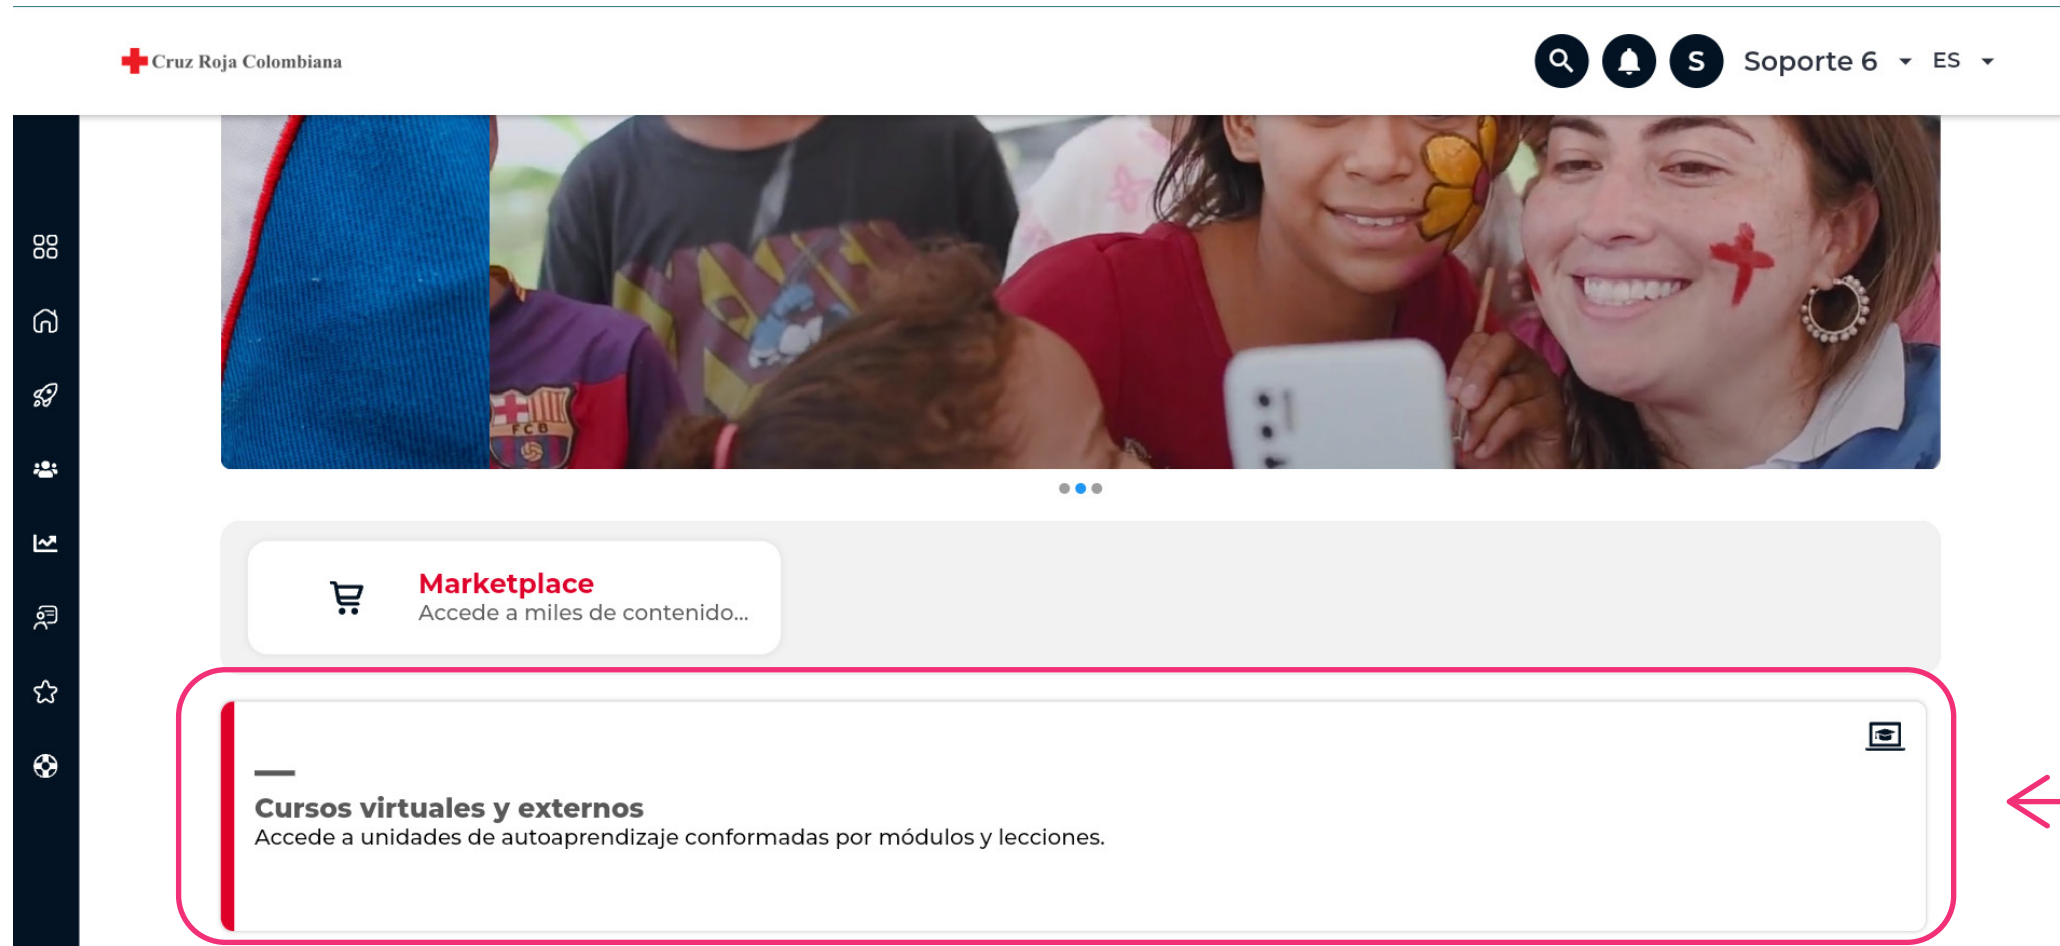 Cruz Roja Colombiana
S Soporte 6 ES
FCB
Marketplace
Accede a miles de contenido...
Cursos virtuales y externos
Accede a unidades de autoaprendizaje conformadas por módulos y lecciones.